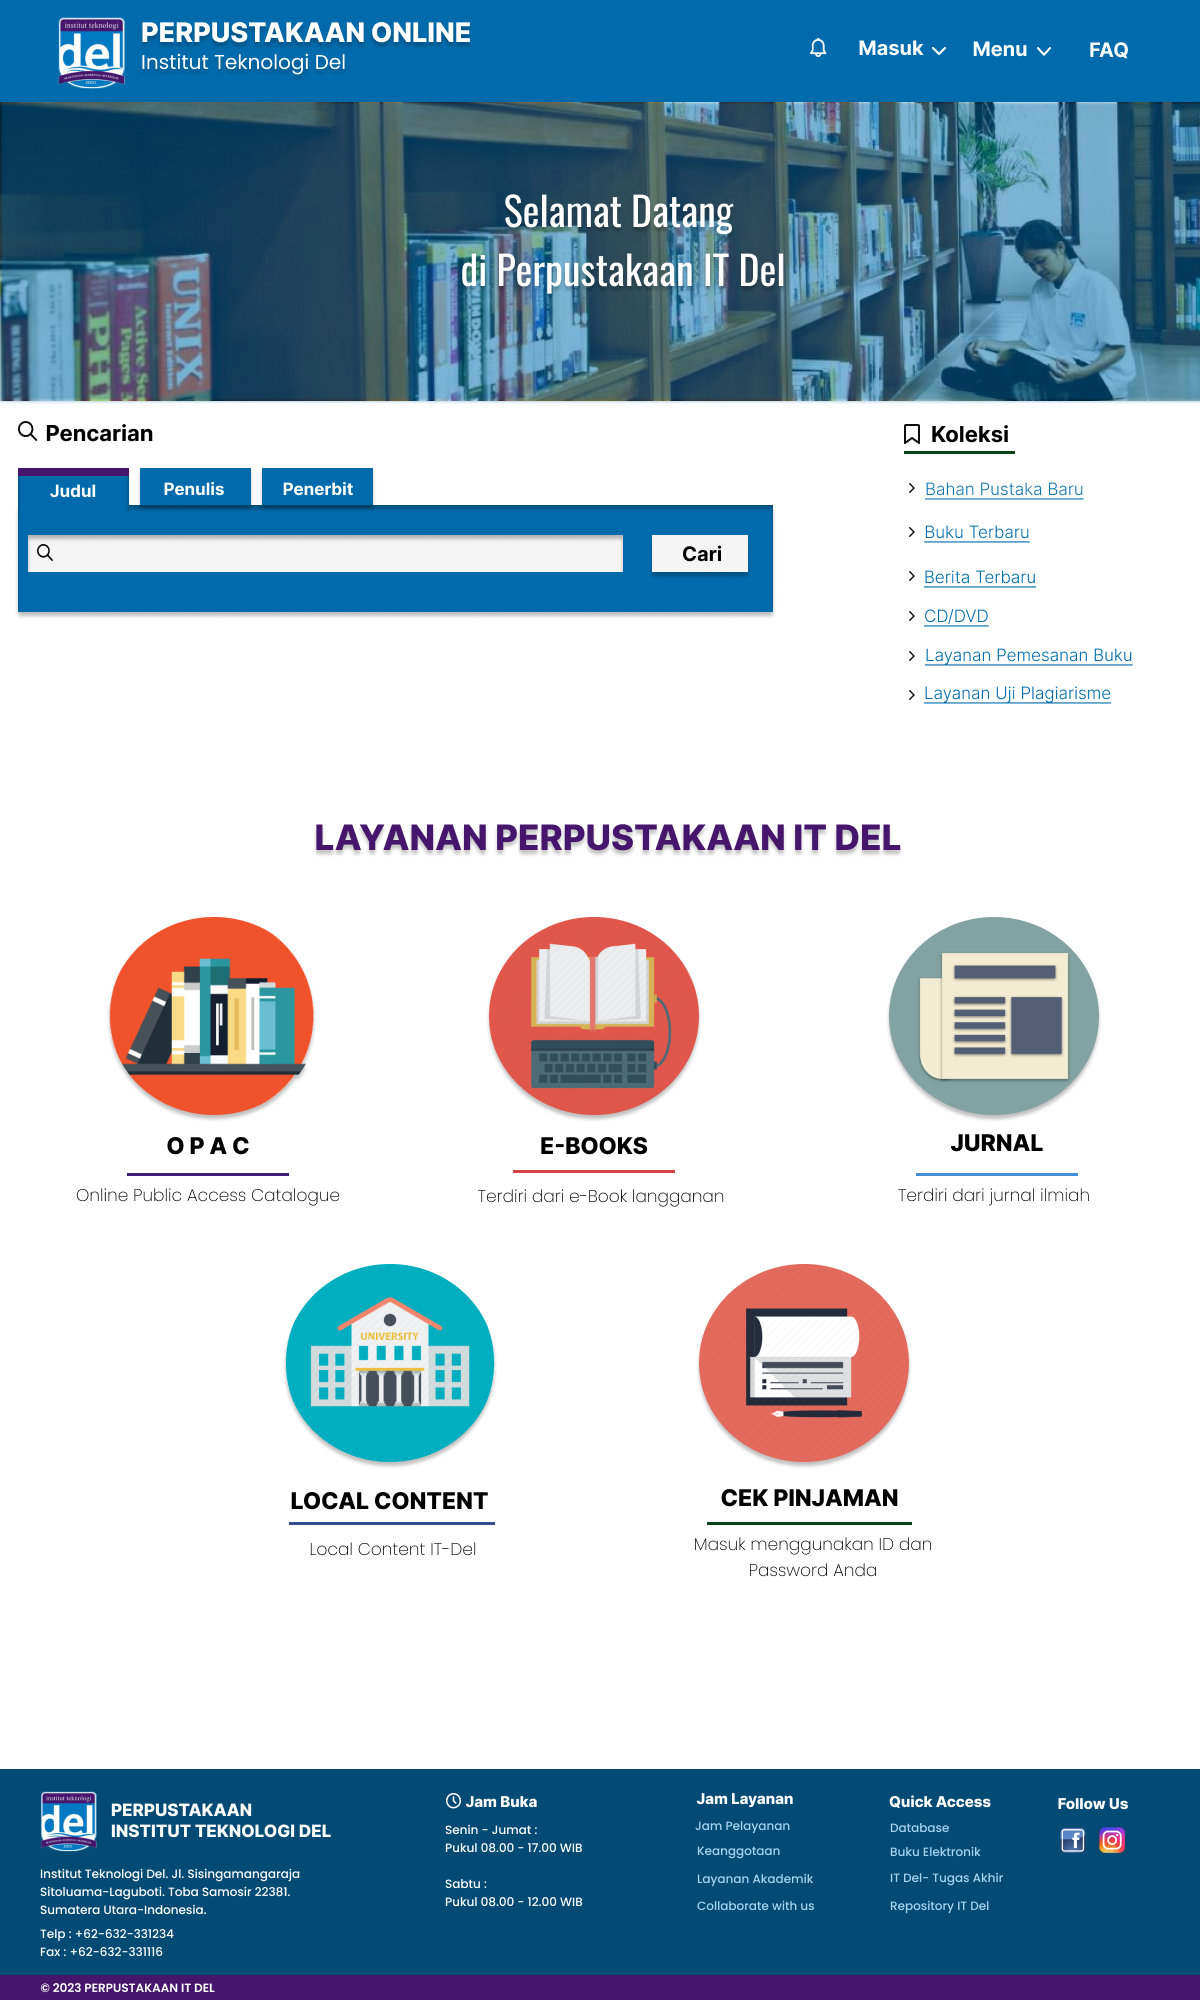 institut teknologi
del
2001
PERPUSTAKAAN ONLINE
Institut Teknologi Del
Masuk
Menu
FAQ
Selamat Datang
di Perpustakaan IT Del
UNIX
Pencarian
Judul
Penulis
Penerbit
Cari
Koleksi
Bahan Pustaka Baru
Buku Terbaru
Berita Terbaru
CD/DVD
Layanan Pemesanan Buku
Layanan Uji Plagiarisme
LAYANAN PERPUSTAKAAN IT DEL
O P A C
Online Public Access Catalogue
E-BOOKS
Terdiri dari e-Book langganan
JURNAL
Terdiri dari jurnal ilmiah
UNIVERSITY
LOCAL CONTENT
Local Content IT-Del
CEK PINJAMAN
Masuk menggunakan ID dan
Password Anda
institut teknologi
del
PERPUSTAKAAN
INSTITUT TEKNOLOGI DEL
Institut Teknologi Del. Jl. Sisingamangaraja
Sitoluama-Laguboti. Toba Samosir 22381.
Sumatera Utara-Indonesia.
Telp : +62-632-331234
Fax : +62-632-331116
Jam Buka
Senin - Jumat :
Pukul 08.00 - 17.00 WIB
Sabtu :
Pukul 08.00 - 12.00 WIB
Jam Layanan
Jam Pelayanan
Keanggotaan
Layanan Akademik
Collaborate with us
Quick Access
Database
Buku Elektronik
IT Del- Tugas Akhir
Repository IT Del
Follow Us
© 2023 PERPUSTAKAAN IT DEL